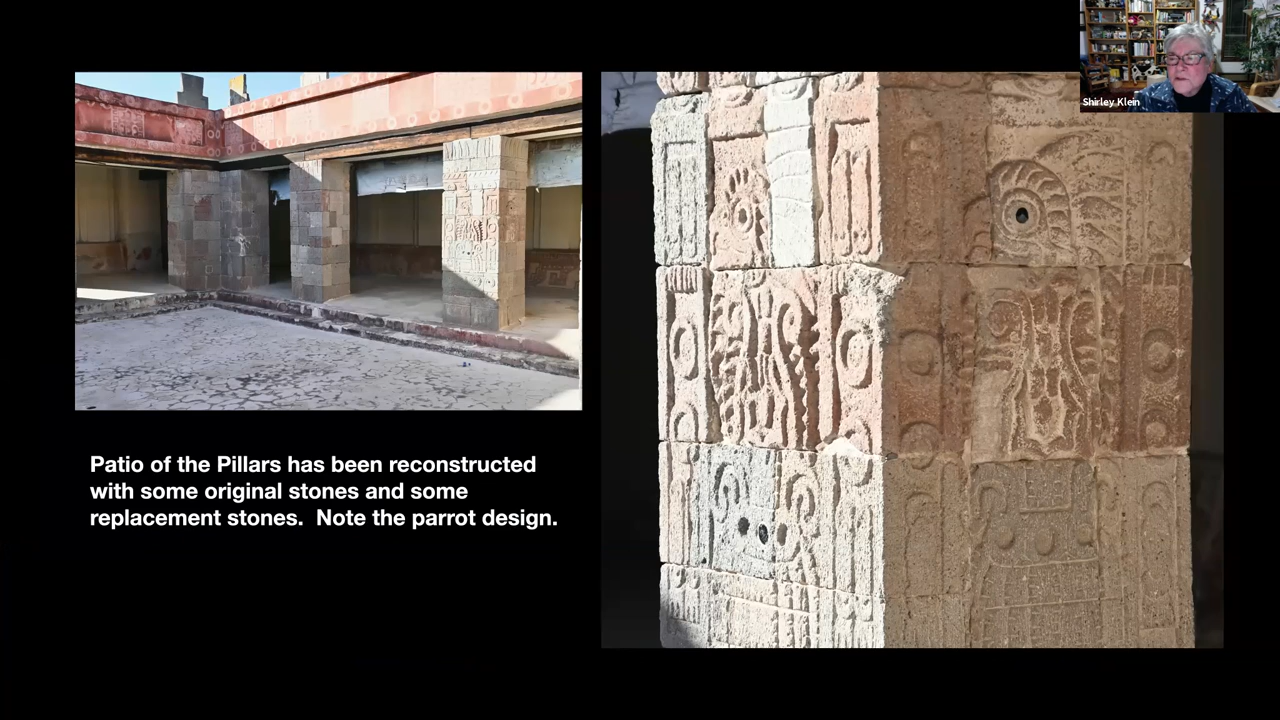 Shirley Klein
Patio of the Pillars has been reconstructed
with some original stones and some
replacement stones.  Note the parrot design.